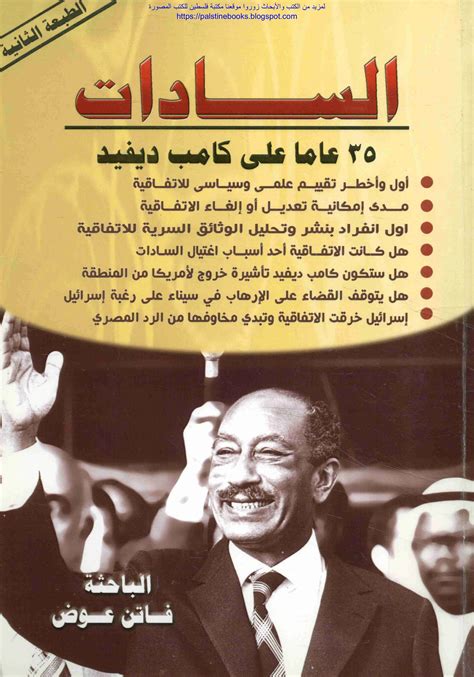 لمزيد من الكتب والأبحاث زوروا موقعنا مكتبة فلسطين للكتب المصورة
https://palstinebooks.blogspot.com
الطبعة الثانية
السادات
٣٥ عاما على كامب ديفيد
أول وأخطر تقييم علمى وسياسى للاتفاقية
مدى إمكانية تعديل أو إلغاء الاتفاقية
اول انفراد بنشر وتحليل الوثائق السرية للاتفاقية
هل كانت الاتفاقية أحد أسباب اغتيال السادات
هل ستكون كامب ديفيد تأشيرة خروج لأمريكا من المنطقة
هل يتوقف القضاء على الإرهاب في سيناء على رغبة إسرائيل
إسرائيل خرقت الاتفاقية وتبدي مخاوفها من الرد المصري
الباحثة
فاتن عوض